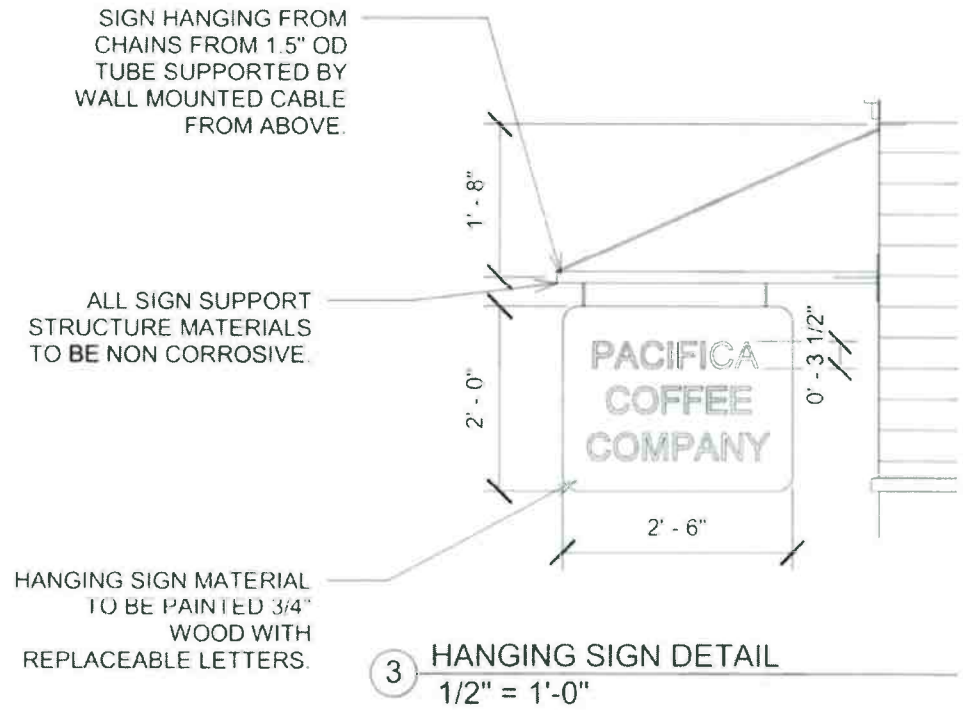 SIGN HANGING FROM
CHAINS FROM 1.5" OD
TUBE SUPPORTED BY
WALL MOUNTED CABLE
FROM ABOVE.
1' - 8"
ALL SIGN SUPPORT
STRUCTURE MATERIALS
TO BE NON CORROSIVE.
2' - 0"
PACIFICA
COFFEE
COMPANY
0' - 3 1/2"
2' - 6"
HANGING SIGN MATERIAL
TO BE PAINTED 3/4"
WOOD WITH
REPLACEABLE LETTERS.
3 HANGING SIGN DETAIL
1/2" = 1'-0"